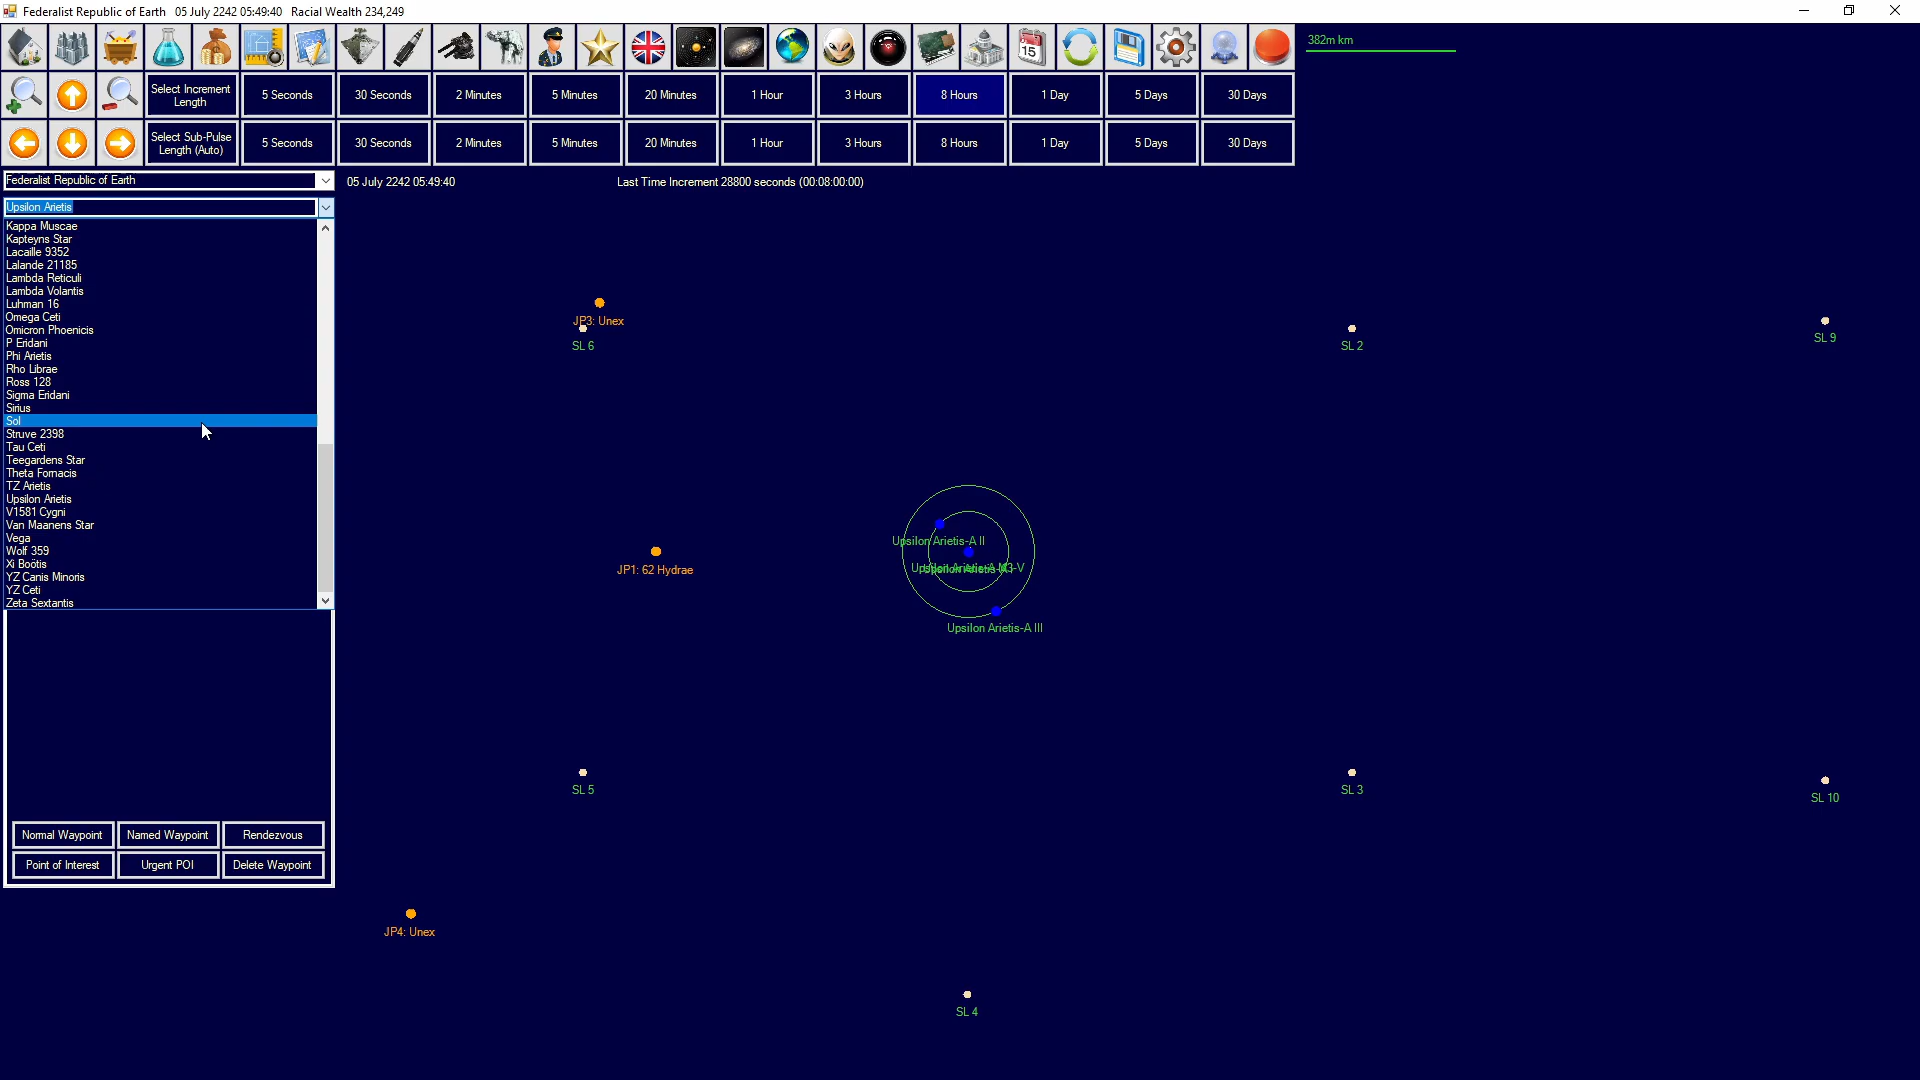 Federalist Republic of Earth 05 July 2242 05:49:40 Racial Wealth 234,249
382m km
15
Select Increment Length
5 Seconds
30 Seconds
2 Minutes
5 Minutes
20 Minutes
1 Hour
3 Hours
8 Hours
1 Day
5 Days
30 Days
Select Sub-Pulse Length (Auto)
5 Seconds
30 Seconds
2 Minutes
5 Minutes
20 Minutes
1 Hour
3 Hours
8 Hours
1 Day
5 Days
30 Days
Federalist Republic of Earth
05 July 2242 05:49:40
Last Time Increment 28800 seconds (00:08:00:00)
Upsilon Arietis
Kappa Muscae
Kapteyns Star
Lacaille 9352
Lalande 21185
Lambda Reticuli
Lambda Volantis
Luhman 16
Omega Ceti
Omicron Phoenicis
P Eridani
Phi Arietis
Rho Librae
Ross 128
Sigma Eridani
Sirius
Sol
Struve 2398
Tau Ceti
Teegardens Star
Theta Fornacis
TZ Arietis
Upsilon Arietis
V1581 Cygni
Van Maanens Star
Vega
Wolf 359
Xi Boötis
YZ Canis Minoris
YZ Ceti
Zeta Sextantis
JP3: Unex
SL 6
SL 2
SL 9
Upsilon Arietis-A II
JP1: 62 Hydrae
Upsilon Arietis-A III
SL 5
SL 3
SL 10
Normal Waypoint
Named Waypoint
Rendezvous
Point of Interest
Urgent POI
Delete Waypoint
JP4: Unex
SL 4